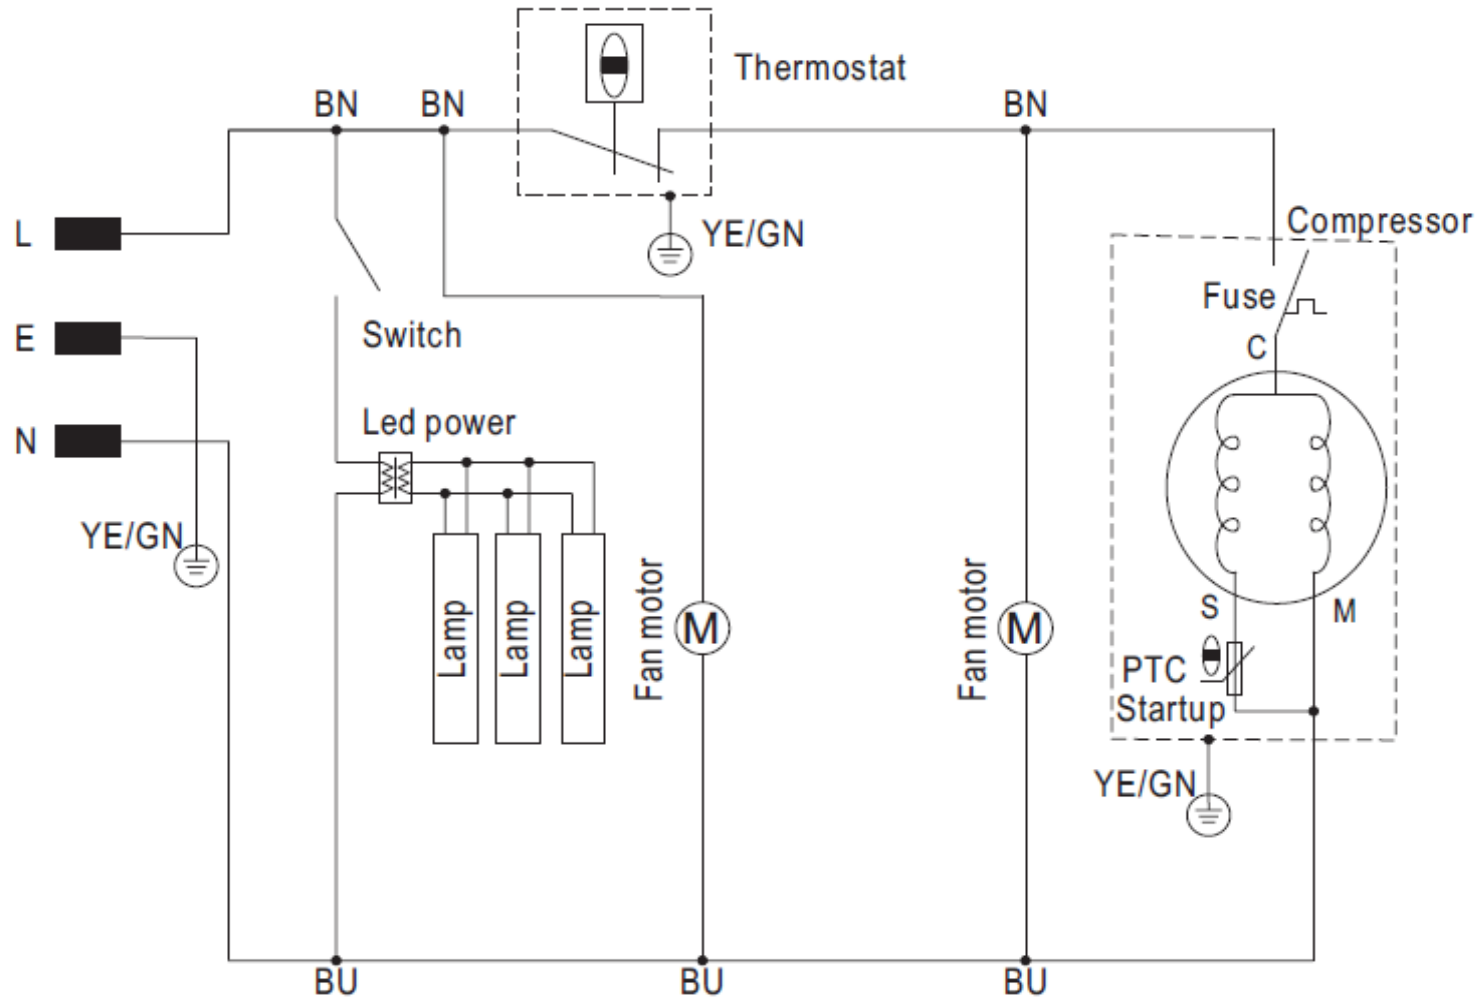 Thermostat
BN
BN
BN
L
YE/GN
Compressor
Fuse
E
Switch
C
Led power
N
YE/GN
Lamp
Lamp
Lamp
Fan motor
M
Fan motor
M
S
M
PTC
Startup
YE/GN
BU
BU
BU